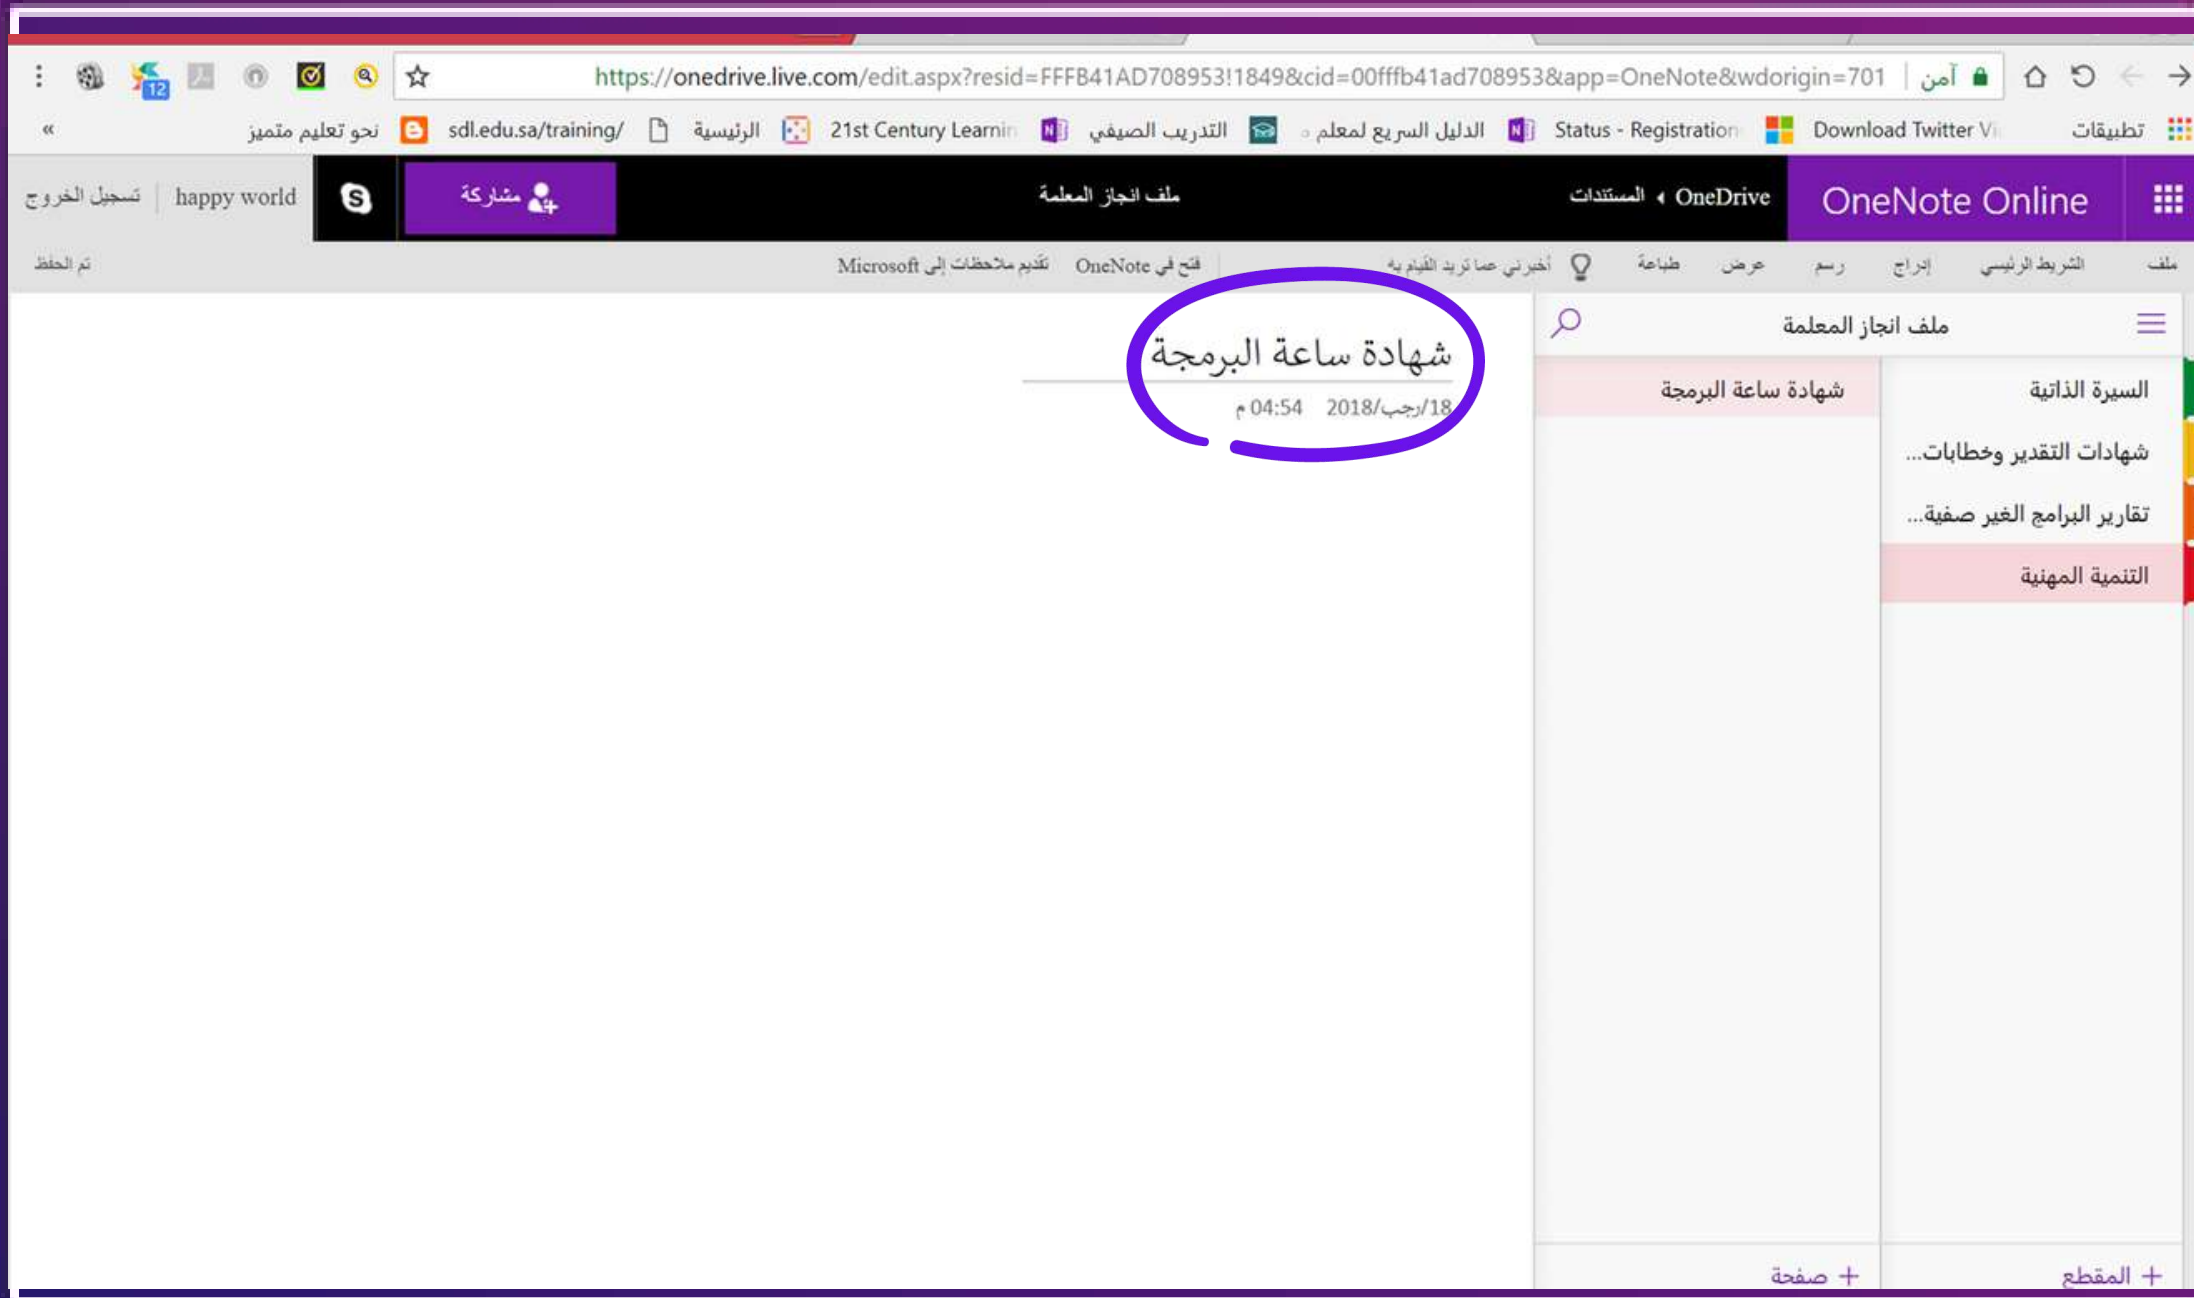 https://onedrive.live.com/edit.aspx?resid=FFFB41AD708953!1849&cid=00fffb41ad708953&app=OneNote&wdorigin=701 آمن
12
تطبيقات Download Twitter Status - Registration الدليل السريع لمعلم التدريب الصيفي 21st Century الرئيسية sdl.edu.sa/training/ نحو تعليم متميز »
OneNote Online OneDrive المستندات ملف انجاز المعلمة مشاركة happy world تسجيل الخروج
ملف الشريط الرئيسي إدراج رسم عرض طباعة أخبرني عما تريد القيام به فتح في OneNote تقديم ملاحظات إلى Microsoft تم الحفظ
ملف انجاز المعلمة
السيرة الذاتية
شهادات التقدير وخطابات...
تقارير البرامج الغير صفية...
التنمية المهنية
شهادة ساعة البرمجة
شهادة ساعة البرمجة
18/رجب/2018 04:54 م
+ المقطع
+ صفحة